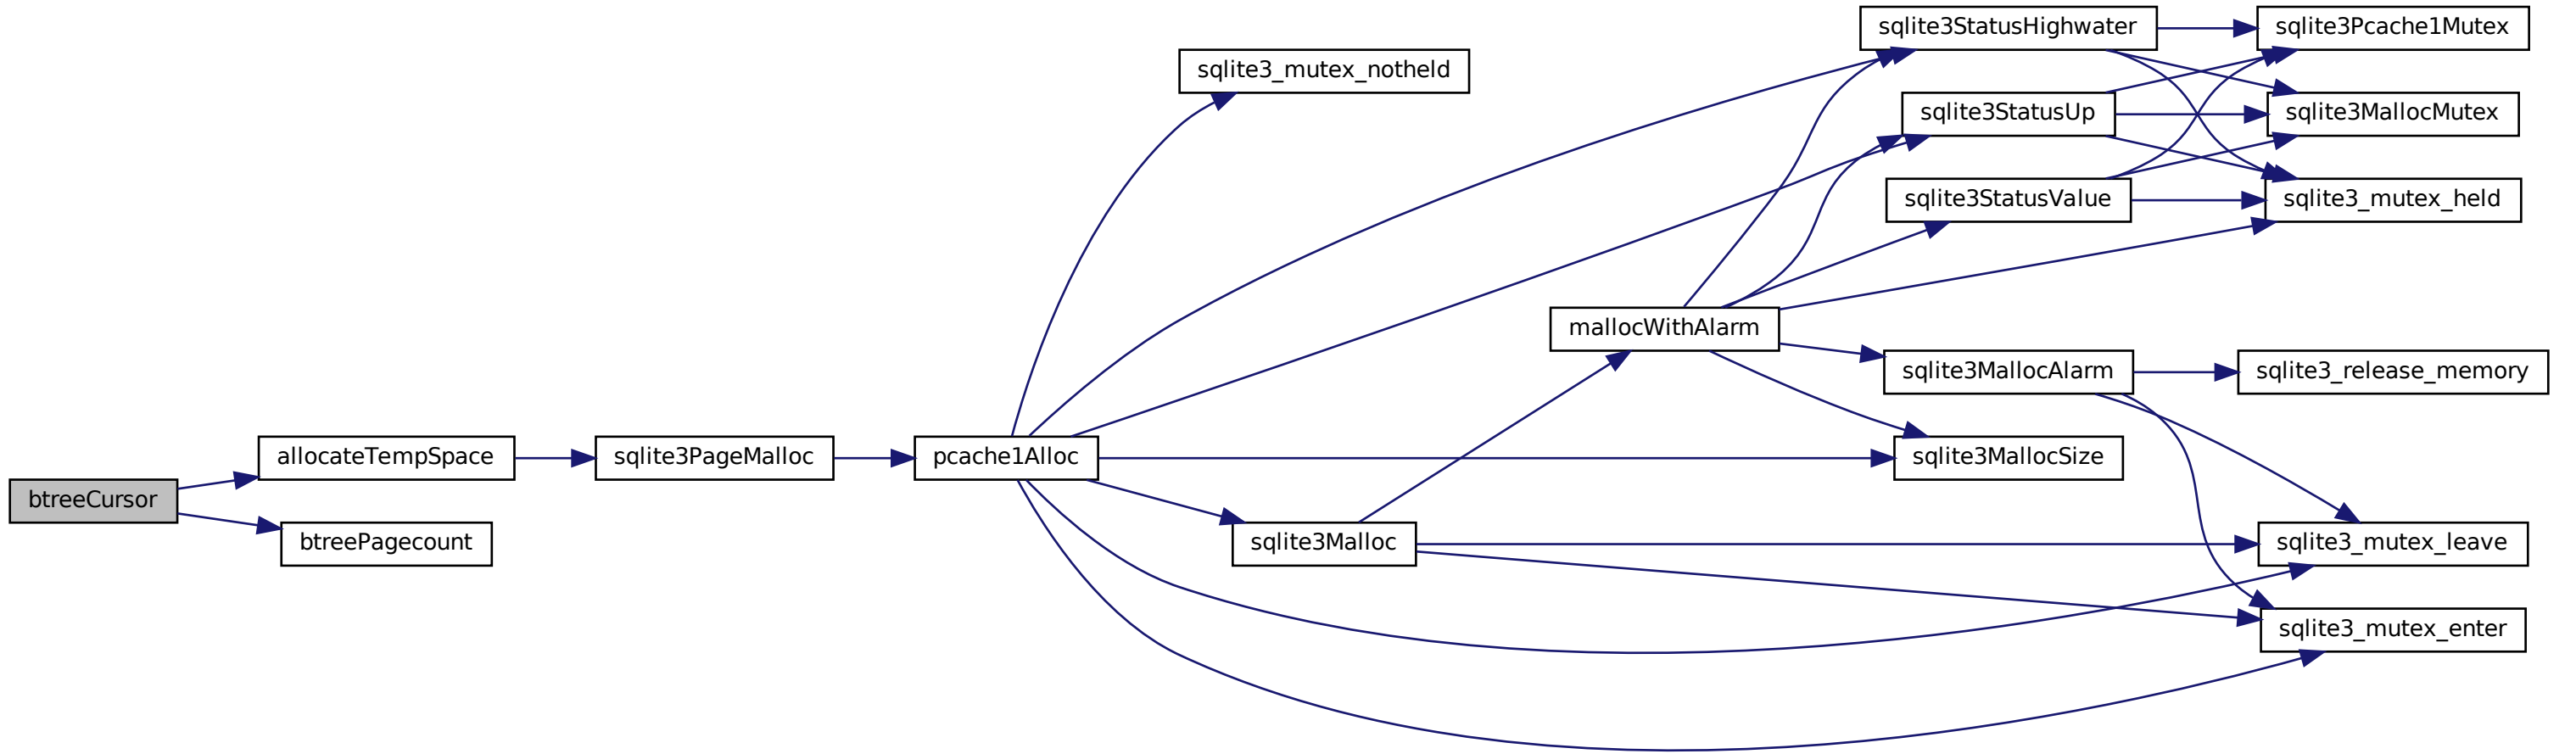 sqlite3StatusHighwater
sqlite3Pcache1Mutex
sqlite3_mutex_notheld
sqlite3StatusUp
sqlite3MallocMutex
sqlite3StatusValue
sqlite3_mutex_held
mallocWithAlarm
sqlite3MallocAlarm
sqlite3_release_memory
btreeCursor
allocateTempSpace
sqlite3PageMalloc
pcache1Alloc
sqlite3MallocSize
btreePagecount
sqlite3Malloc
sqlite3_mutex_leave
sqlite3_mutex_enter